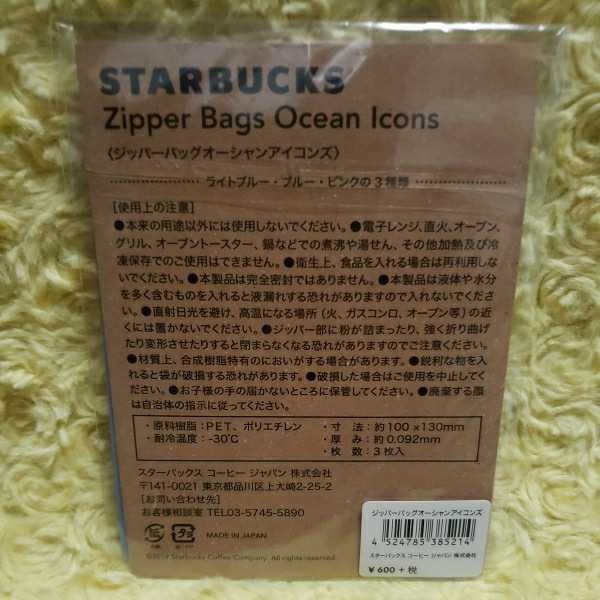 STARBUCKS
Zipper Bags Ocean Icons
〈ジッパーバッグオーシャンアイコンズ〉
ライトブルー・ブルー・ピンクの3種類
[使用上の注意]
●本来の用途以外には使用しないでください。●電子レンジ、直火、オーブン、
グリル、オーブントースター、鍋などでの煮沸や湯せん、その他加熱及び冷
凍保存でのご使用はできません。●衛生上、食品を入れる場合は再利用しな
いでください。●本製品は完全密封ではありません。●本製品は液体や水分
を多く含むものを入れると液漏れする恐れがありますので入れないでくださ
い。●直射日光を避け、高温になる場所（火、ガスコンロ、オーブン等）の近
くには置かないでください。●ジッパー部に粉が詰まったり、強く折り曲げ
たり変形させたりすると閉まらなくなる恐れがありますのでご注意ください。
●材質上、合成樹脂特有のにおいがする場合があります。●鋭利な物を入
れると袋が破損する恐れがあります。●破損した場合はご使用を中止してく
ださい。●お子様の手の届かないところに保管してください。●廃棄する際
は自治体の指示に従ってください。
・原料樹脂：PET、ポリエチレン ・寸 法：約100×130mm
・耐冷温度：-30℃ ・厚 み：約0.092mm
・枚 数：3枚入
スターバックス コーヒー ジャパン 株式会社
〒141-0021 東京都品川区上大崎2-25-2
[お問い合わせ先]
お客様相談室 TEL03-5745-5890
MADE IN JAPAN
Starbucks Coffee Company. All rights reserved.
ジッパーバッグオーシャンアイコンズ
4 524785 385214
スターバックス コーヒー ジャパン 株式会社
¥600+税